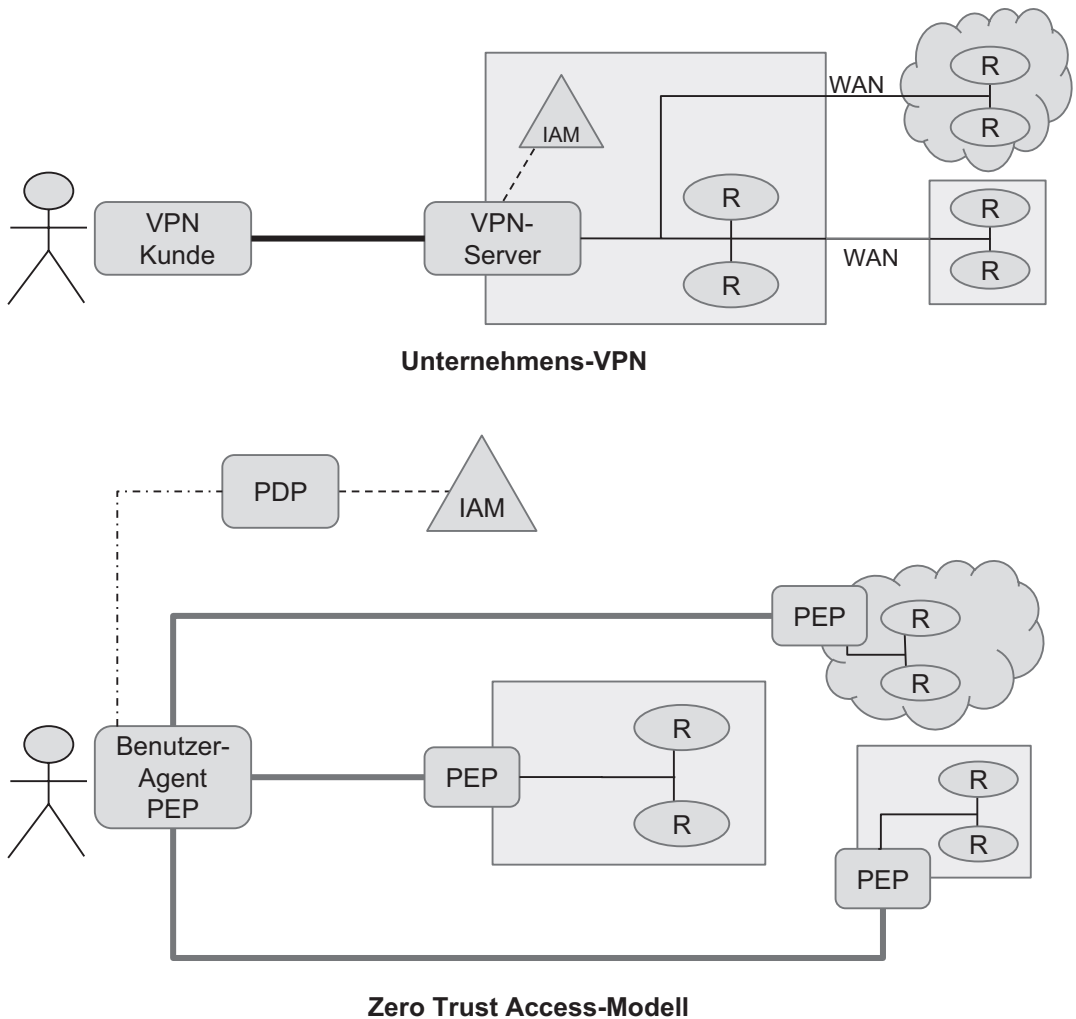 WAN
R
R
IAM
VPN
Kunde
VPN-
Server
R
R
WAN
R
R
Unternehmens-VPN
PDP
IAM
PEP
R
R
Benutzer-
Agent
PEP
PEP
R
R
R
R
PEP
Zero Trust Access-Modell